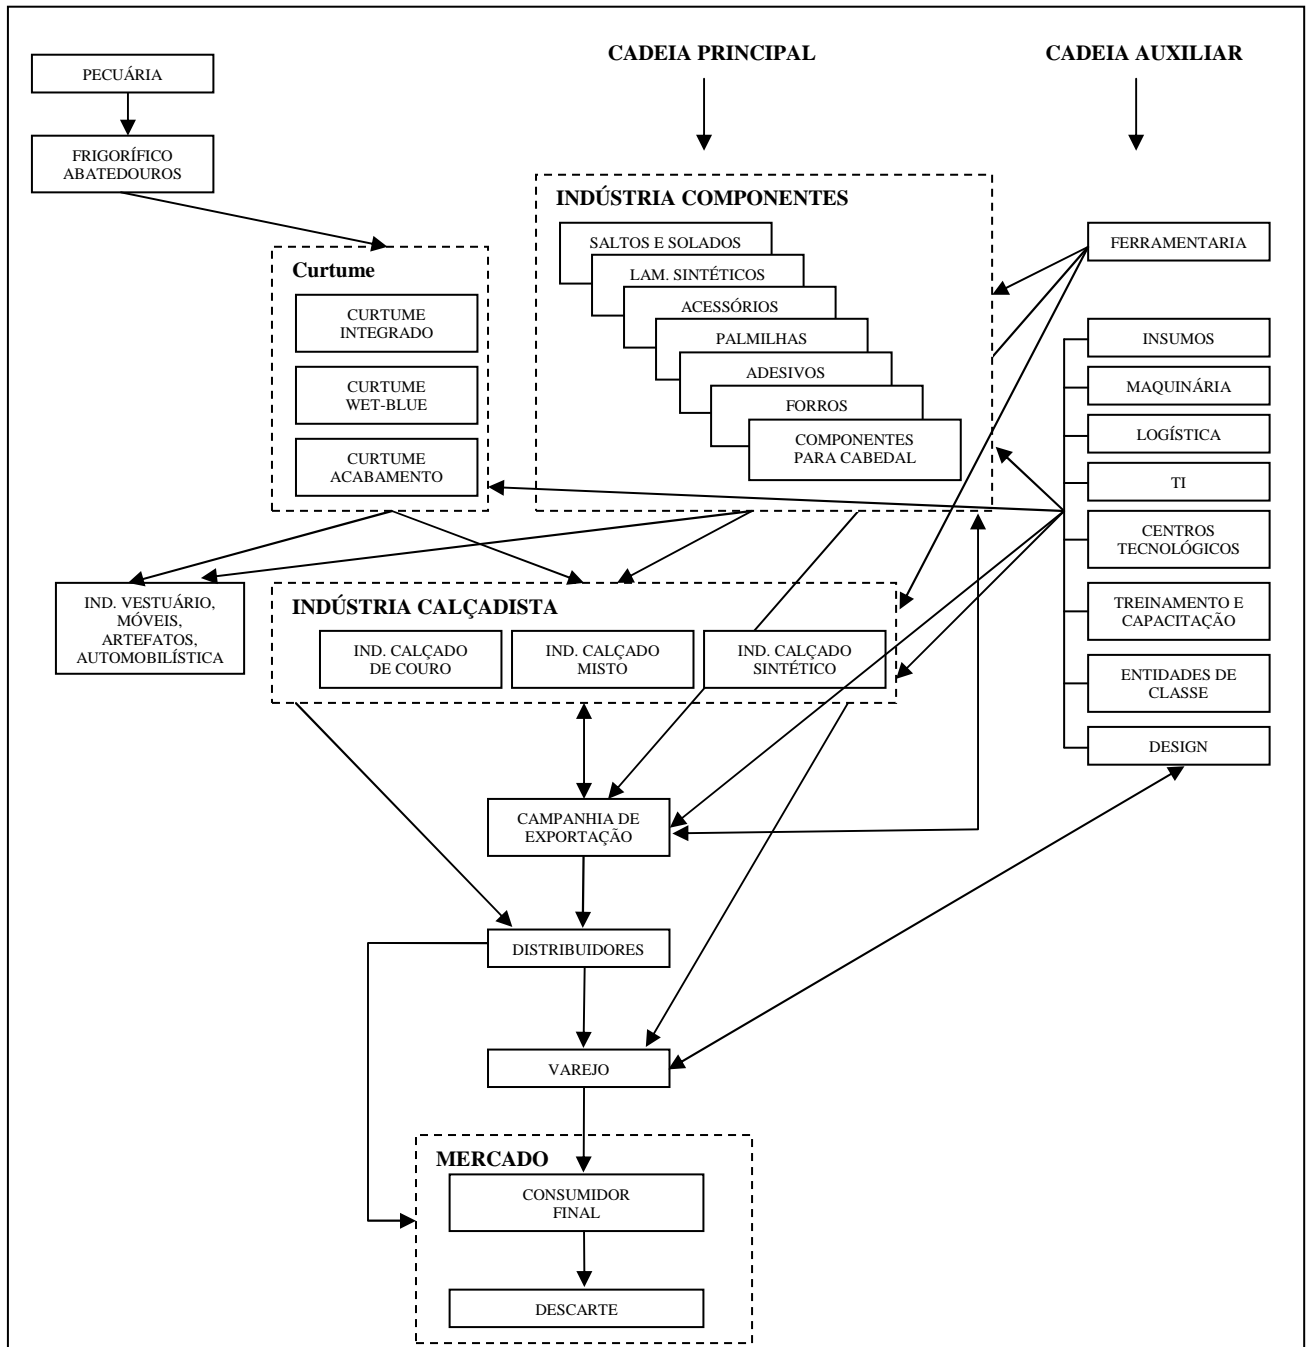 CADEIA PRINCIPAL
CADEIA AUXILIAR
PECUÁRIA
FRIGORÍFICO
ABATEDOUROS
INDÚSTRIA COMPONENTES
SALTOS E SOLADOS
LAM. SINTÉTICOS
ACESSÓRIOS
PALMILHAS
ADESIVOS
FORROS
COMPONENTES
PARA CABEDAL
Curtume
CURTUME
INTEGRADO
CURTUME
WET-BLUE
CURTUME
ACABAMENTO
FERRAMENTARIA
INSUMOS
MAQUINÁRIA
LOGÍSTICA
TI
CENTROS
TECNOLÓGICOS
TREINAMENTO E
CAPACITAÇÃO
ENTIDADES DE
CLASSE
DESIGN
IND. VESTUÁRIO,
MÓVEIS,
ARTEFATOS,
AUTOMOBILÍSTICA
INDÚSTRIA CALÇADISTA
IND. CALÇADO
DE COURO
IND. CALÇADO
MISTO
IND. CALÇADO
SINTÉTICO
CAMPANHIA DE
EXPORTAÇÃO
DISTRIBUIDORES
VAREJO
MERCADO
CONSUMIDOR
FINAL
DESCARTE